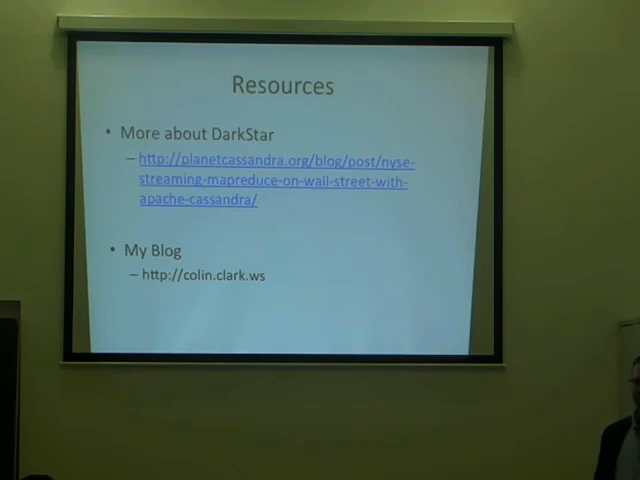 Resources
• More about DarkStar
– http://planetcassandra.org/blog/post/nyse-
streaming-mapreduce-on-wall-street-with-
apache-cassandra/
• My Blog
– http://colin.clark.ws